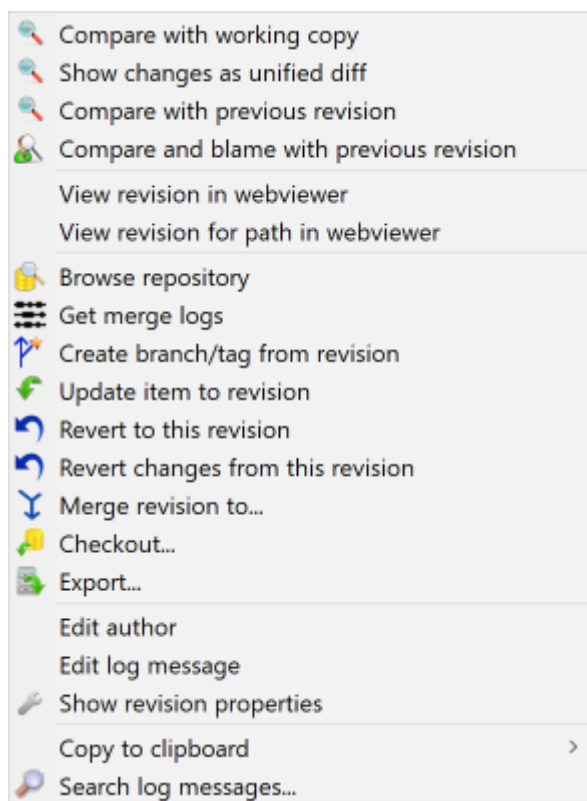 Compare with working copy
Show changes as unified diff
Compare with previous revision
Compare and blame with previous revision
View revision in webviewer
View revision for path in webviewer
Browse repository
Get merge logs
Create branch/tag from revision
Update item to revision
Revert to this revision
Revert changes from this revision
Merge revision to...
Checkout...
Export...
Edit author
Edit log message
Show revision properties
Copy to clipboard
Search log messages...